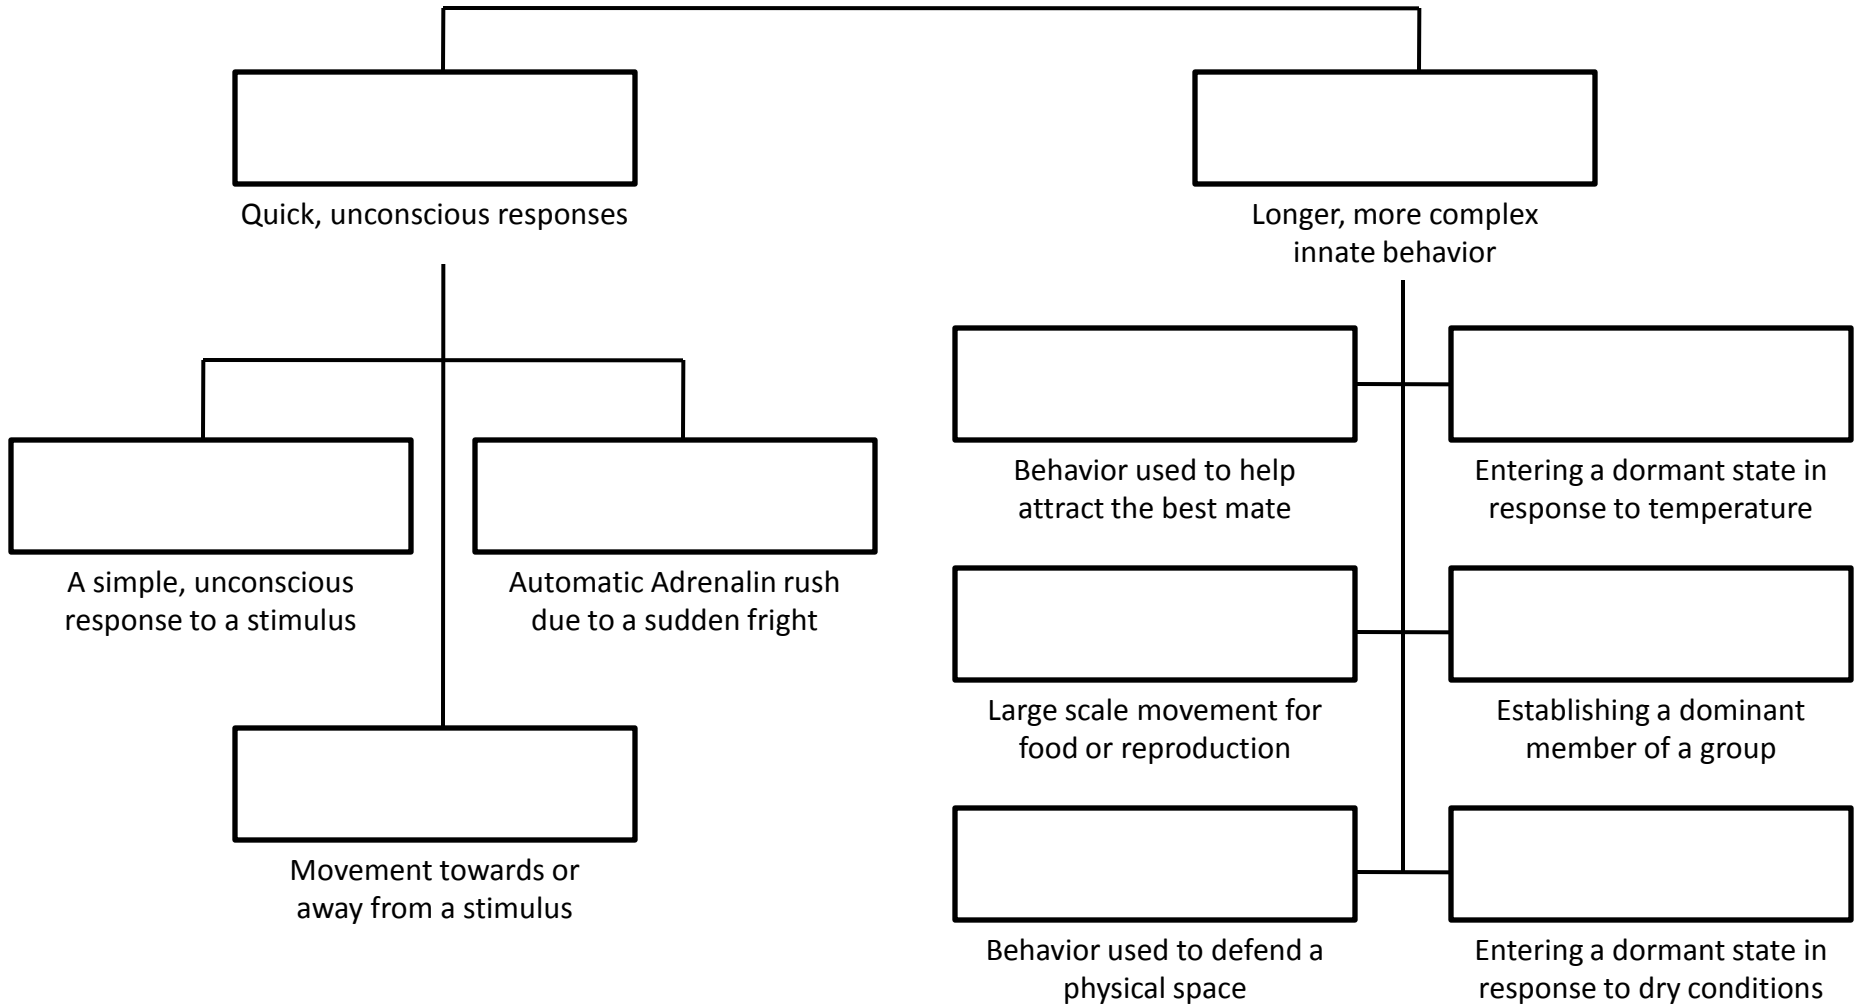 Quick, unconscious responses
Longer, more complex
innate behavior
A simple, unconscious
response to a stimulus
Automatic Adrenalin rush
due to a sudden fright
Movement towards or
away from a stimulus
Behavior used to help
attract the best mate
Entering a dormant state in
response to temperature
Large scale movement for
food or reproduction
Establishing a dominant
member of a group
Behavior used to defend a
physical space
Entering a dormant state in
response to dry conditions